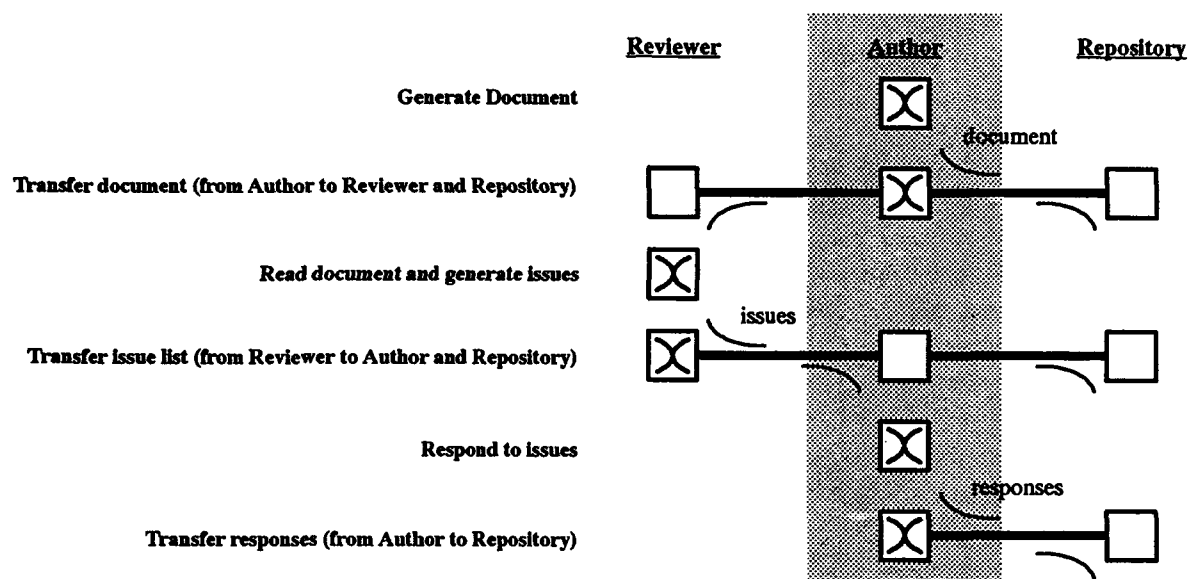 Reviewer Author Repository
Generate Document
document
Transfer document (from Author to Reviewer and Repository)
Read document and generate issues
issues
Transfer issue list (from Reviewer to Author and Repository)
Respond to issues
responses
Transfer responses (from Author to Repository)